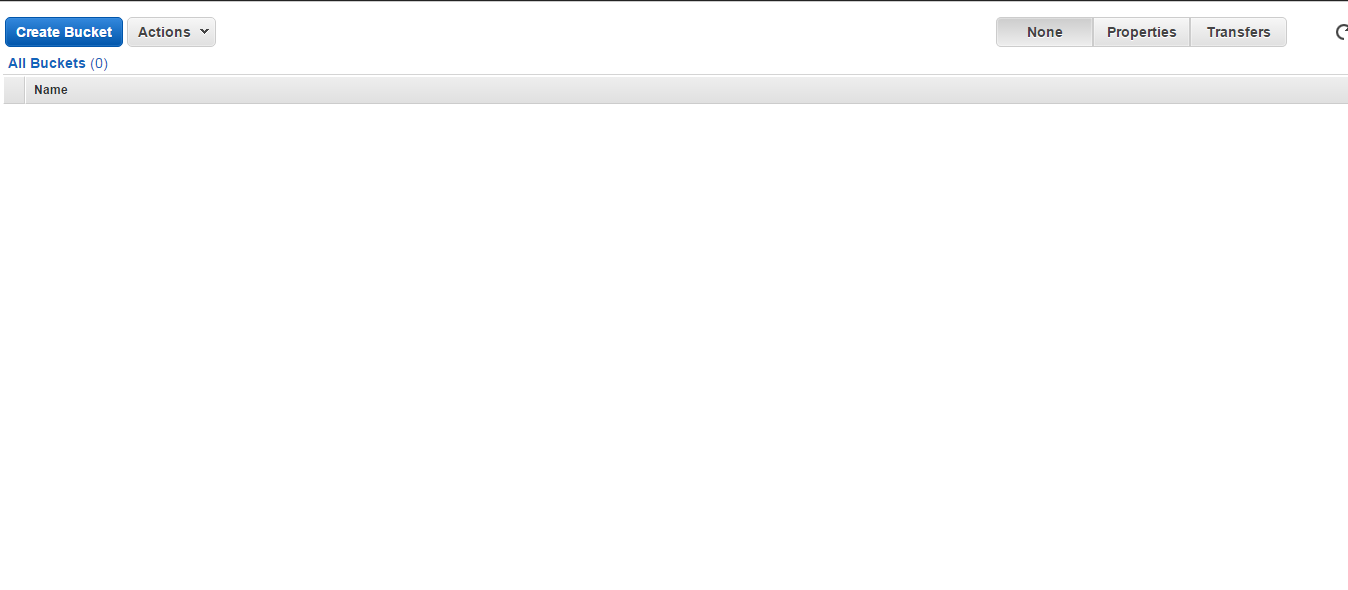 Create Bucket Actions None Properties Transfers
All Buckets (0)
Name